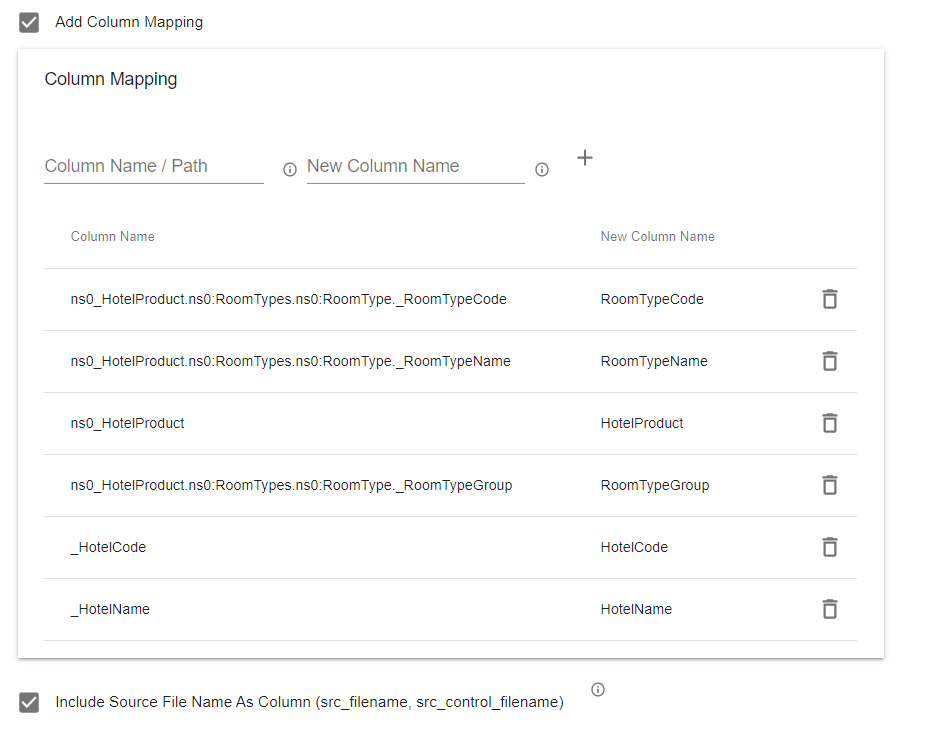 Add Column Mapping
Column Mapping
Column Name / Path New Column Name
Column Name New Column Name
ns0_HotelProduct.ns0:RoomTypes.ns0:RoomType._RoomTypeCode RoomTypeCode
ns0_HotelProduct.ns0:RoomTypes.ns0:RoomType._RoomTypeName RoomTypeName
ns0_HotelProduct HotelProduct
ns0_HotelProduct.ns0:RoomTypes.ns0:RoomType._RoomTypeGroup RoomTypeGroup
_HotelCode HotelCode
_HotelName HotelName
Include Source File Name As Column (src_filename, src_control_filename)